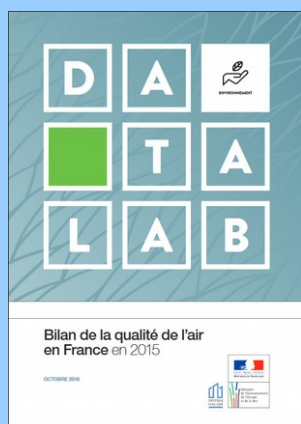 D A
ENVIRONNEMENT
T A
L A B
Bilan de la qualité de l'air
en France en 2015
OCTOBRE 2016